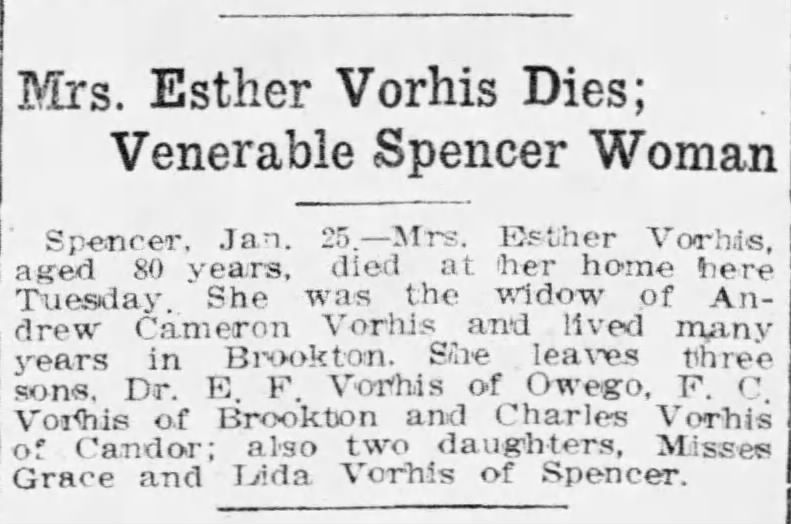 Mrs. Esther Vorhis Dies;
Venerable Spencer Woman
Spencer, Jan. 25.—Mrs. Esther Vorhis,
aged 80 years, died at her home here
Tuesday. She was the widow of An-
drew Cameron Vorhis and lived many
years in Brookton. She leaves three
sons, Dr. E. F. Vorhis of Owego, F. C.
Vorhis of Brookton and Charles Vorhis
of Candor; also two daughters, Misses
Grace and Lida Vorhis of Spencer.